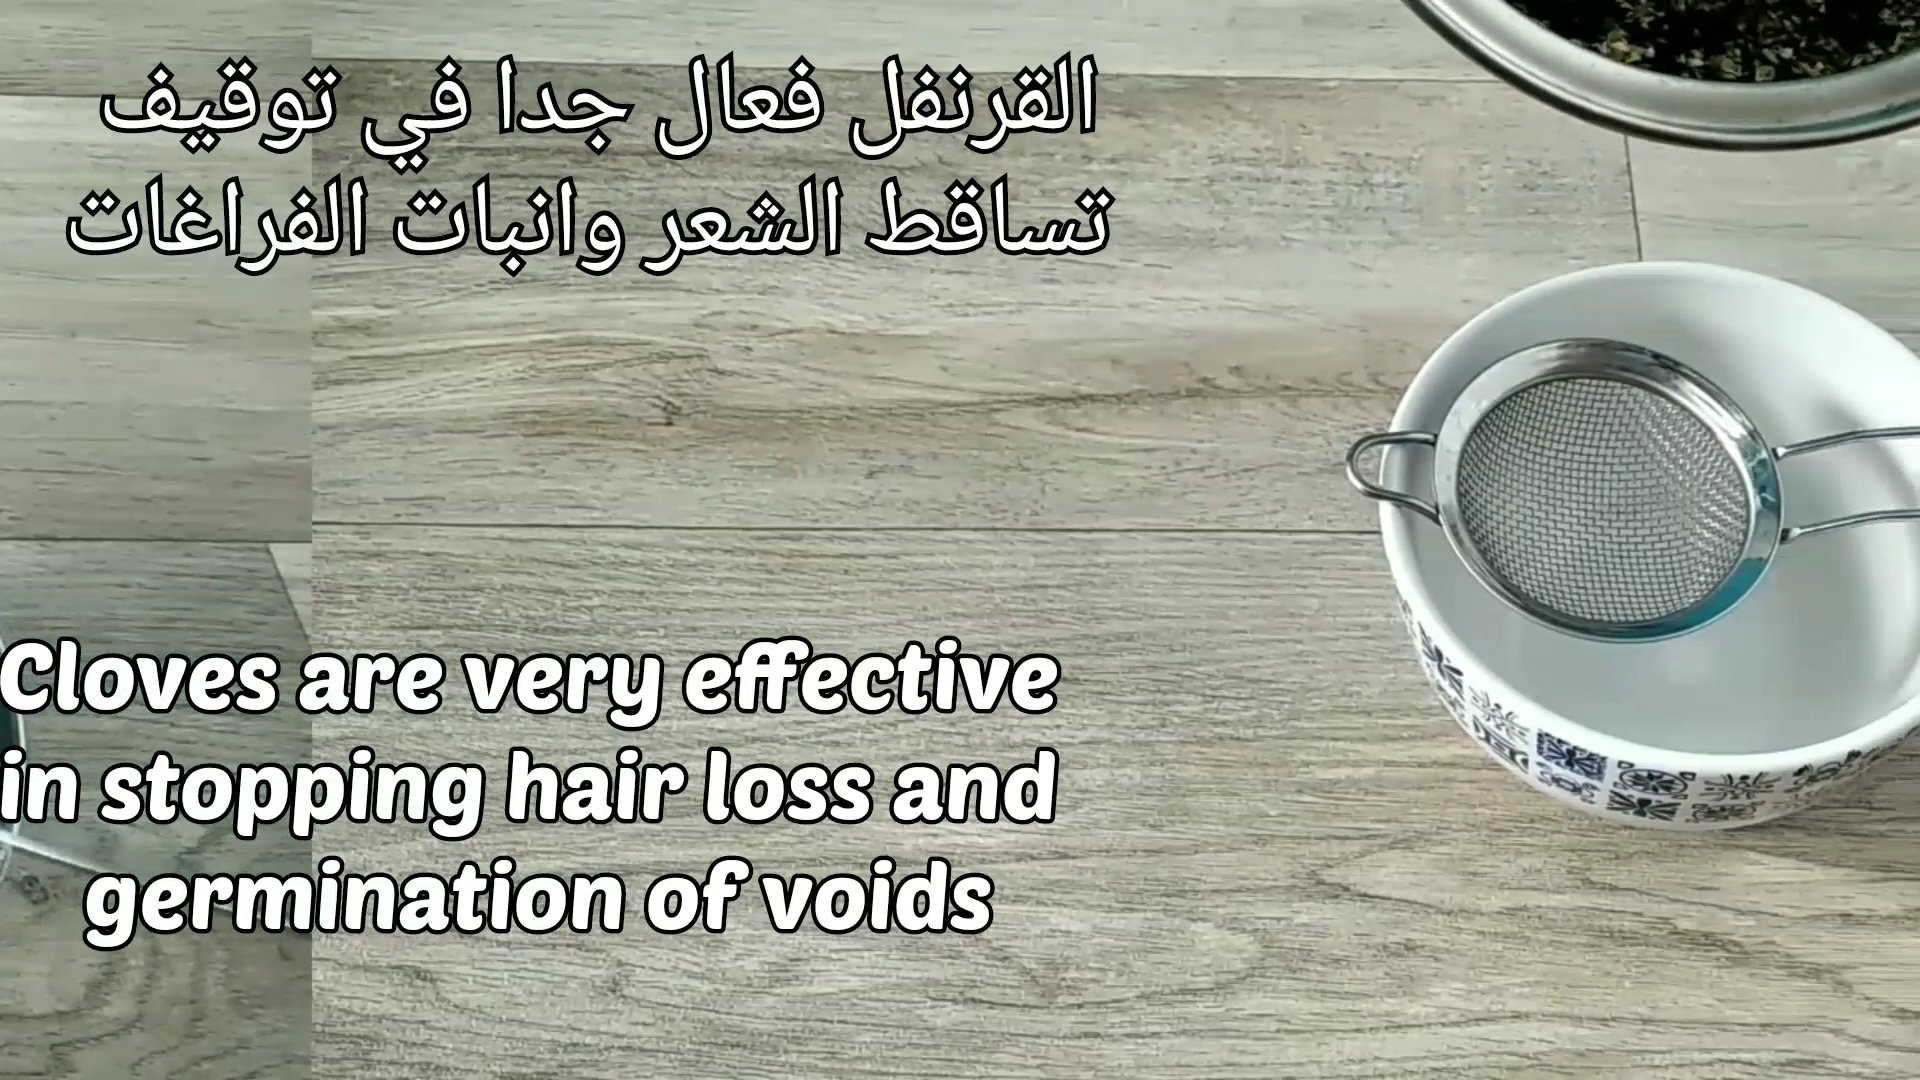 القرنفل فعال جدا في توقيف
تساقط الشعر وانبات الفراغات
Cloves are very effective
in stopping hair loss and
germination of voids